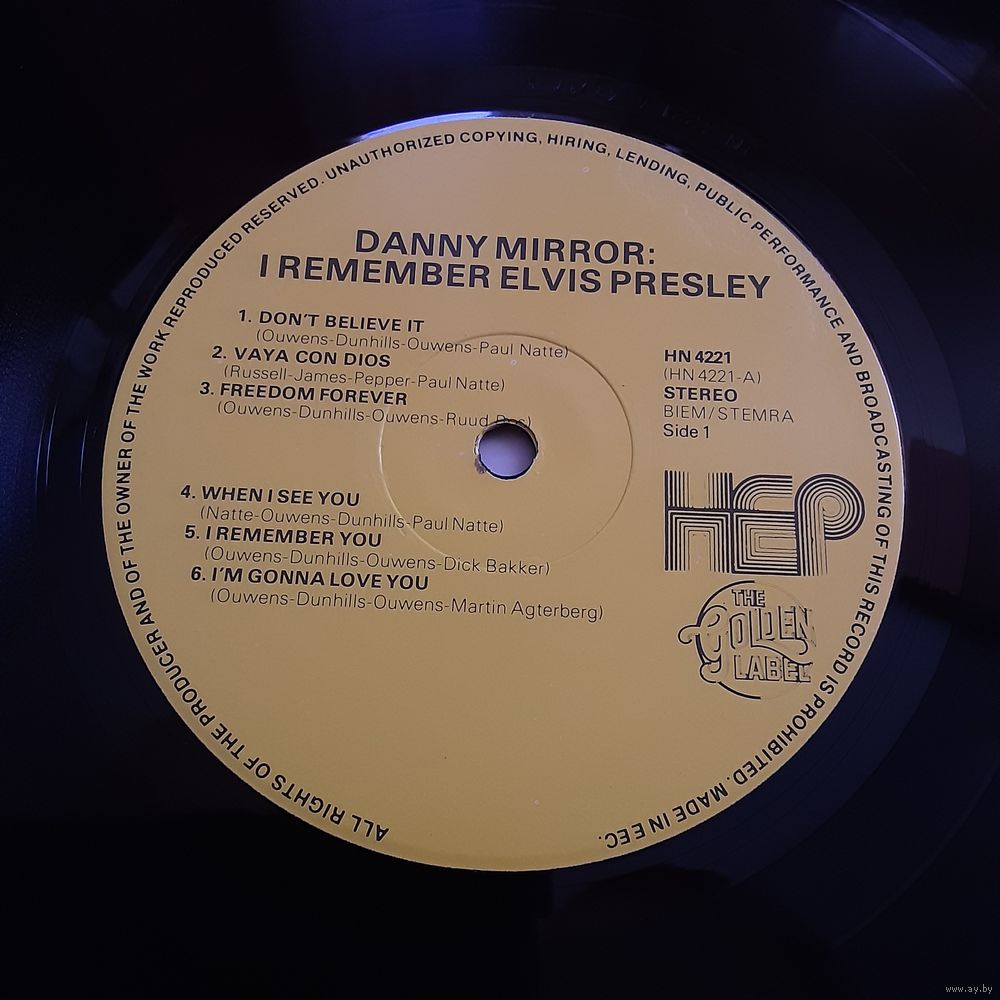 ALL RIGHTS OF THE PRODUCER AND OF THE OWNER OF THE WORK REPRODUCED RESERVED. UNAUTHORIZED COPYING, HIRING, LENDING, PUBLIC PERFORMANCE AND BROADCASTING OF THIS RECORD IS PROHIBITED. MADE IN EEC.
DANNY MIRROR:
I REMEMBER ELVIS PRESLEY
1. DON'T BELIEVE IT
(Ouwens-Dunhills-Ouwens-Paul Natte)
2. VAYA CON DIOS
(Russell-James-Pepper-Paul Natte)
3. FREEDOM FOREVER
(Ouwens-Dunhills-Ouwens-Ruud
4. WHEN I SEE YOU
(Natte-Ouwens-Dunhills-Paul Natte)
5. I REMEMBER YOU
(Ouwens-Dunhills-Ouwens-Dick Bakker)
6. I'M GONNA LOVE YOU
(Ouwens-Dunhills-Ouwens-Martin Agterberg)
HN 4221
(HN 4221-A)
STEREO
BIEM/STEMRA
Side 1
HEP
THE
GOLDEN
LABEL
www.ay.by